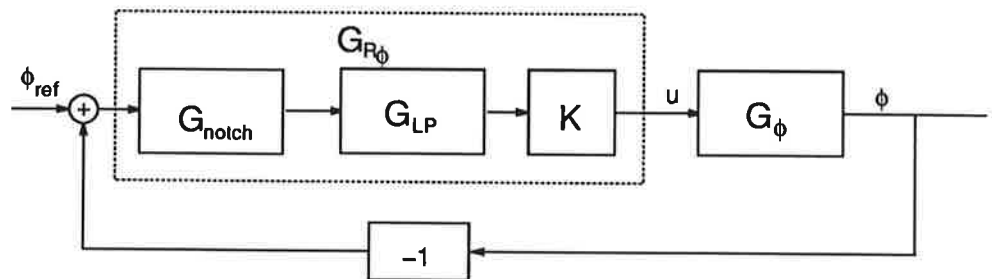 G_Rϕ
ϕ_ref
+
G_notch
G_LP
K
u
G_ϕ
ϕ
−1